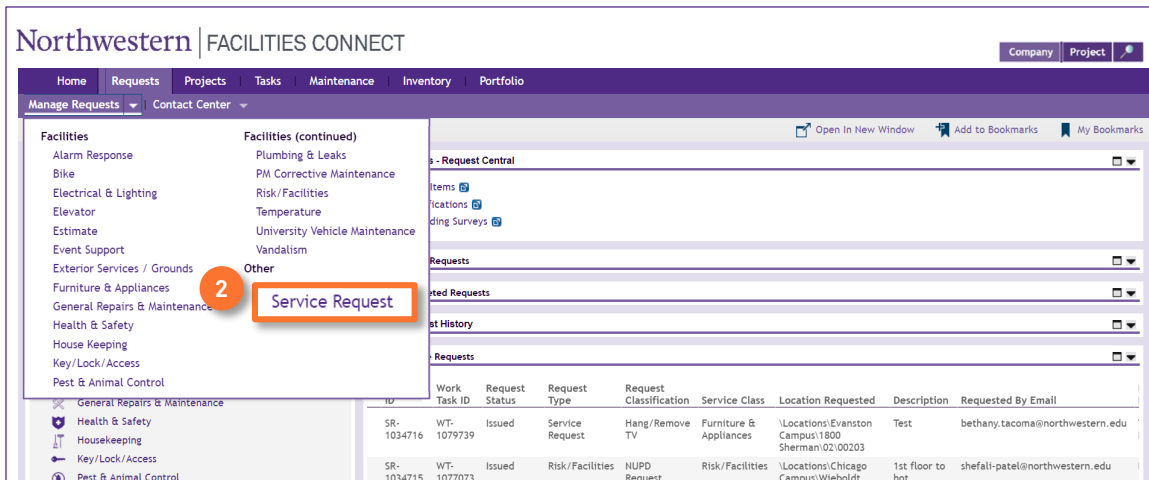 Northwestern | FACILITIES CONNECT
Company Project
Home Requests Projects Tasks Maintenance Inventory Portfolio
Manage Requests Contact Center
Open In New Window Add to Bookmarks My Bookmarks
Facilities
Alarm Response
Bike
Electrical & Lighting
Elevator
Estimate
Event Support
Exterior Services / Grounds
Furniture & Appliances
General Repairs & Maintenance
Health & Safety
House Keeping
Key/Lock/Access
Pest & Animal Control
Facilities (continued)
Plumbing & Leaks
PM Corrective Maintenance
Risk/Facilities
Temperature
University Vehicle Maintenance
Vandalism
Other
2
Service Request
s - Request Central
Items
ifications
ding Surveys
Requests
eted Requests
st History
Requests
General Repairs & Maintenance
Health & Safety
Housekeeping
Key/Lock/Access
Pest & Animal Control
ID Work Task ID Request Status Request Type Request Classification Service Class Location Requested Description Requested By Email
SR- WT- Issued Service Hang/Remove Furniture & \Locations\Evanston Test bethany.tacoma@northwestern.edu
1034716 1079739 Request TV Appliances Campus\1800
Sherman\02\00203
SR- WT- Issued Risk/Facilities NUPD Risk/Facilities \Locations\Chicago 1st floor to shefali-patel@northwestern.edu
1034715 1077073 Request Campus\Wieboldt hot